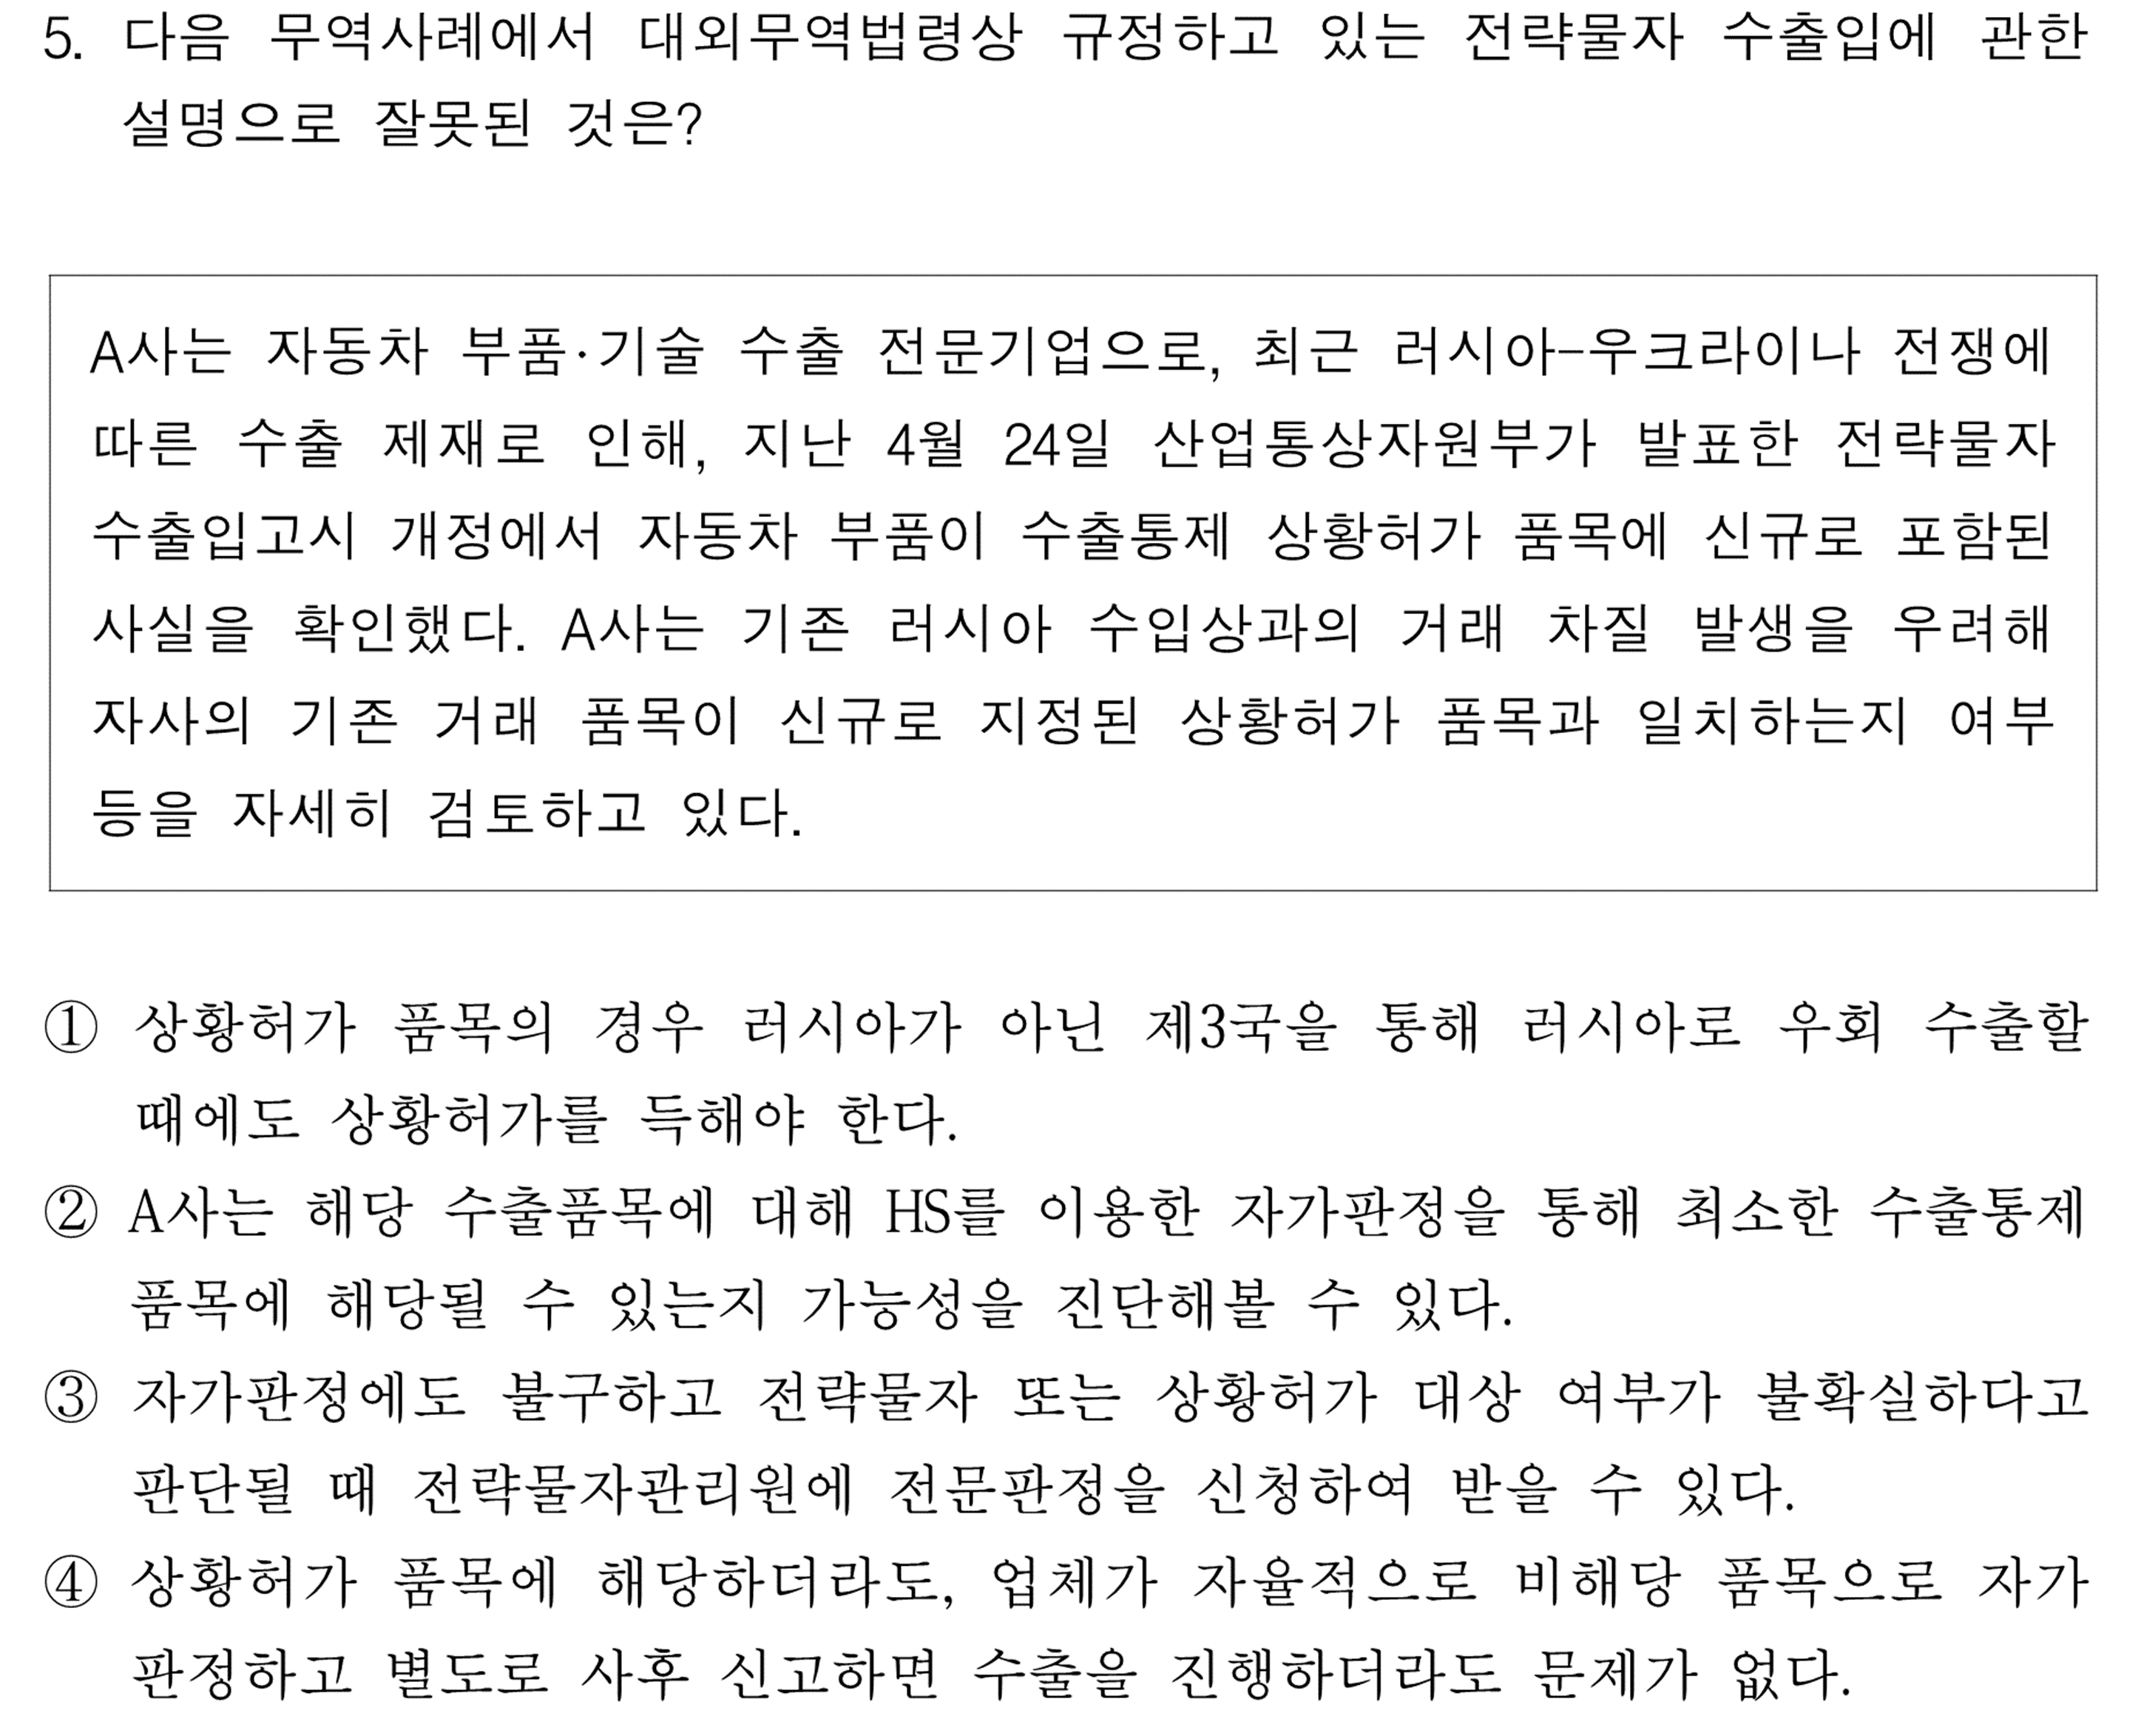 5. 다음 무역사례에서 대외무역법령상 규정하고 있는 전략물자 수출입에 관한
설명으로 잘못된 것은?
A사는 자동차 부품·기술 수출 전문기업으로, 최근 러시아-우크라이나 전쟁에
따른 수출 제재로 인해, 지난 4월 24일 산업통상자원부가 발표한 전략물자
수출입고시 개정에서 자동차 부품이 수출통제 상황허가 품목에 신규로 포함된
사실을 확인했다. A사는 기존 러시아 수입상과의 거래 차질 발생을 우려해
자사의 기존 거래 품목이 신규로 지정된 상황허가 품목과 일치하는지 여부
등을 자세히 검토하고 있다.
① 상황허가 품목의 경우 러시아가 아닌 제3국을 통해 러시아로 우회 수출할
때에도 상황허가를 득해야 한다.
② A사는 해당 수출품목에 대해 HS를 이용한 자가판정을 통해 최소한 수출통제
품목에 해당될 수 있는지 가능성을 진단해볼 수 있다.
③ 자가판정에도 불구하고 전략물자 또는 상황허가 대상 여부가 불확실하다고
판단될 때 전략물자관리원에 전문판정을 신청하여 받을 수 있다.
④ 상황허가 품목에 해당하더라도, 업체가 자율적으로 비해당 품목으로 자가
판정하고 별도로 사후 신고하면 수출을 진행하더라도 문제가 없다.